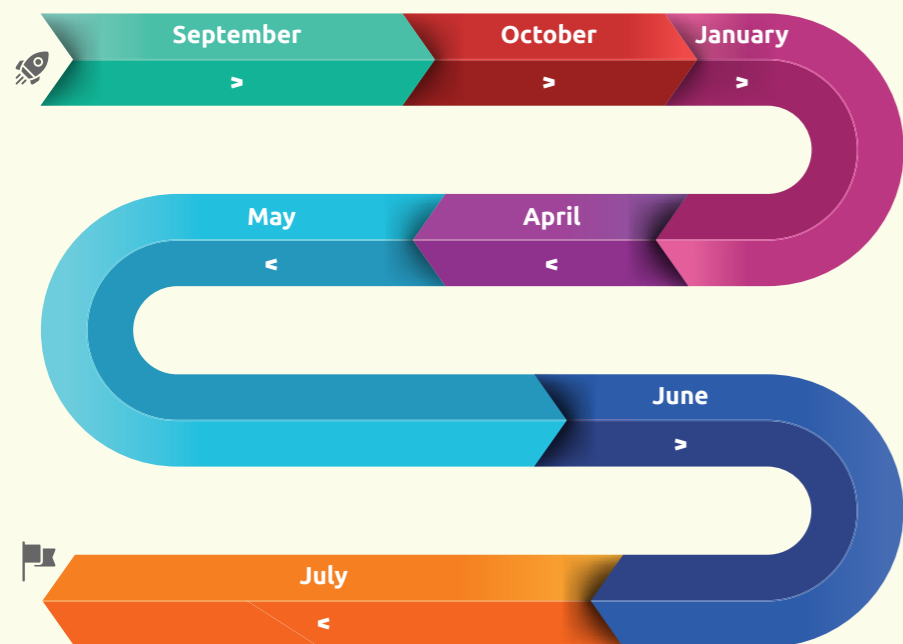 September
October
January
>
>
>
May
April
<
<
June
>
July
<